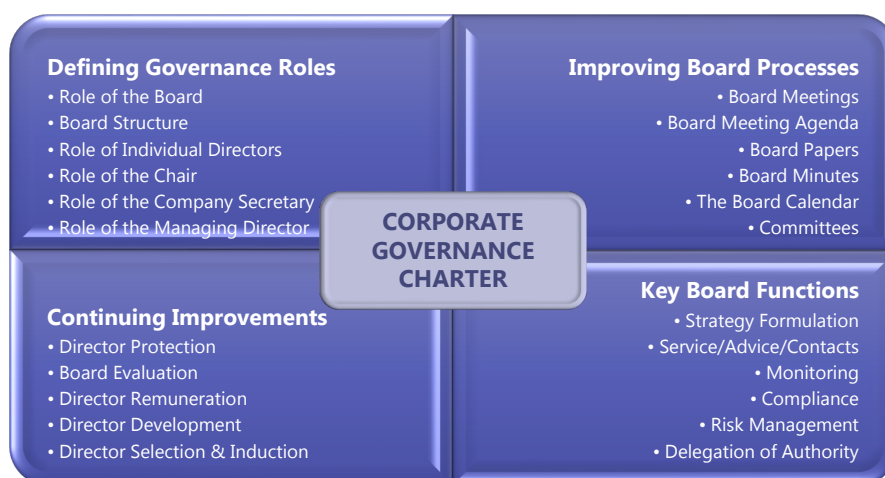 Defining Governance Roles
• Role of the Board
• Board Structure
• Role of Individual Directors
• Role of the Chair
• Role of the Company Secretary
• Role of the Managing Director
Improving Board Processes
• Board Meetings
• Board Meeting Agenda
• Board Papers
• Board Minutes
• The Board Calendar
• Committees
CORPORATE
GOVERNANCE
CHARTER
Continuing Improvements
• Director Protection
• Board Evaluation
• Director Remuneration
• Director Development
• Director Selection & Induction
Key Board Functions
• Strategy Formulation
• Service/Advice/Contacts
• Monitoring
• Compliance
• Risk Management
• Delegation of Authority